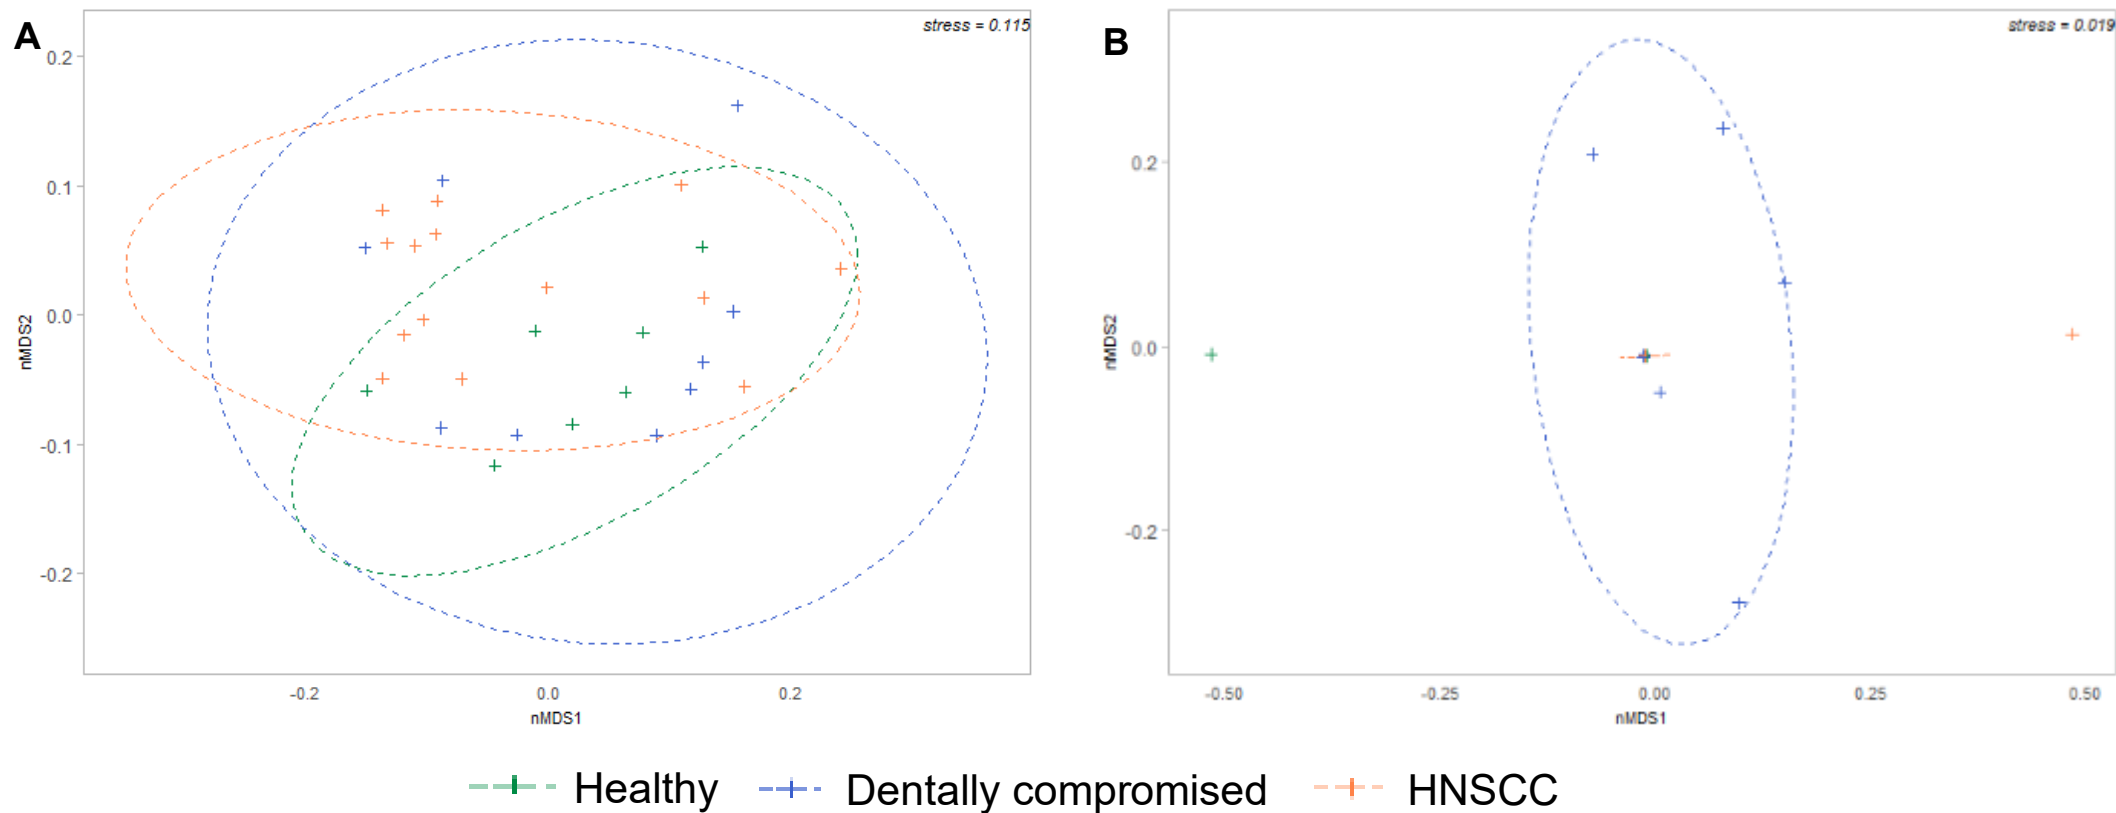 A
stress = 0.115
0.2
0.1
0.0
-0.1
-0.2
nMDS2
-0.2
0.0
0.2
nMDS1
B
stress = 0.019
0.2
0.0
-0.2
nMDS2
-0.50
-0.25
0.00
0.25
0.50
nMDS1
Healthy
Dentally compromised
HNSCC